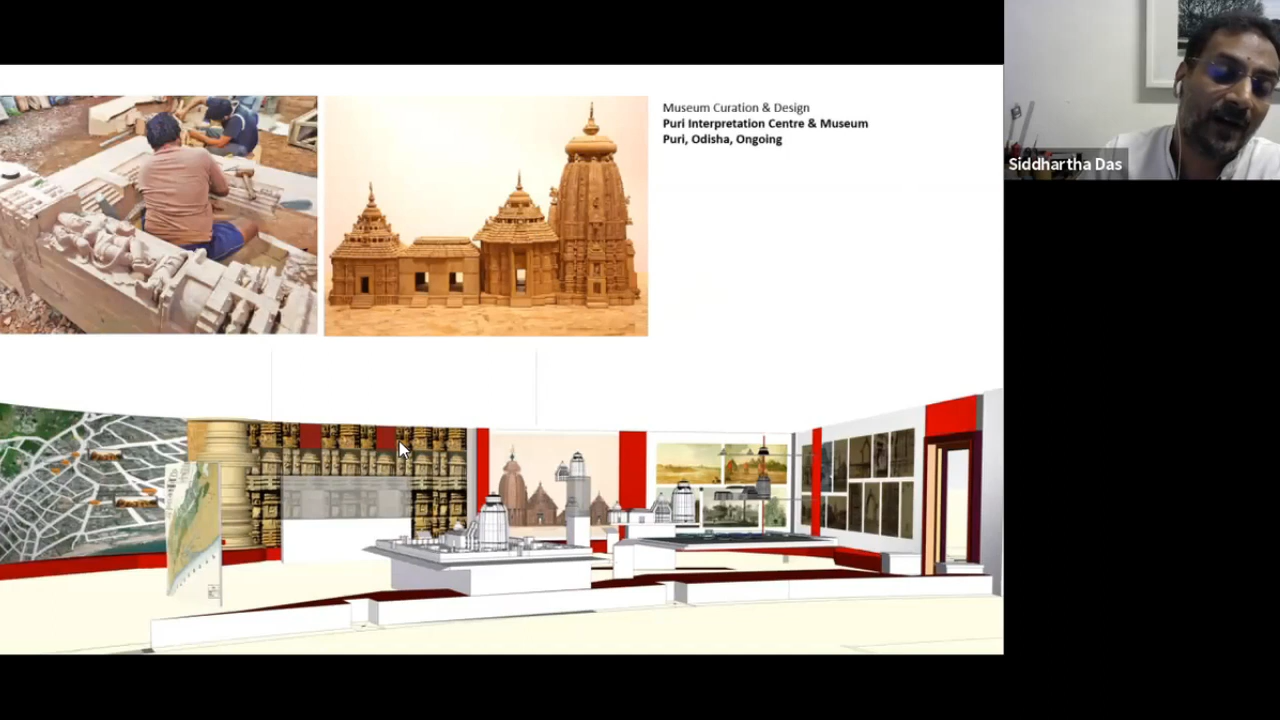 Museum Curation & Design
Puri Interpretation Centre & Museum
Puri, Odisha, Ongoing
Siddhartha Das